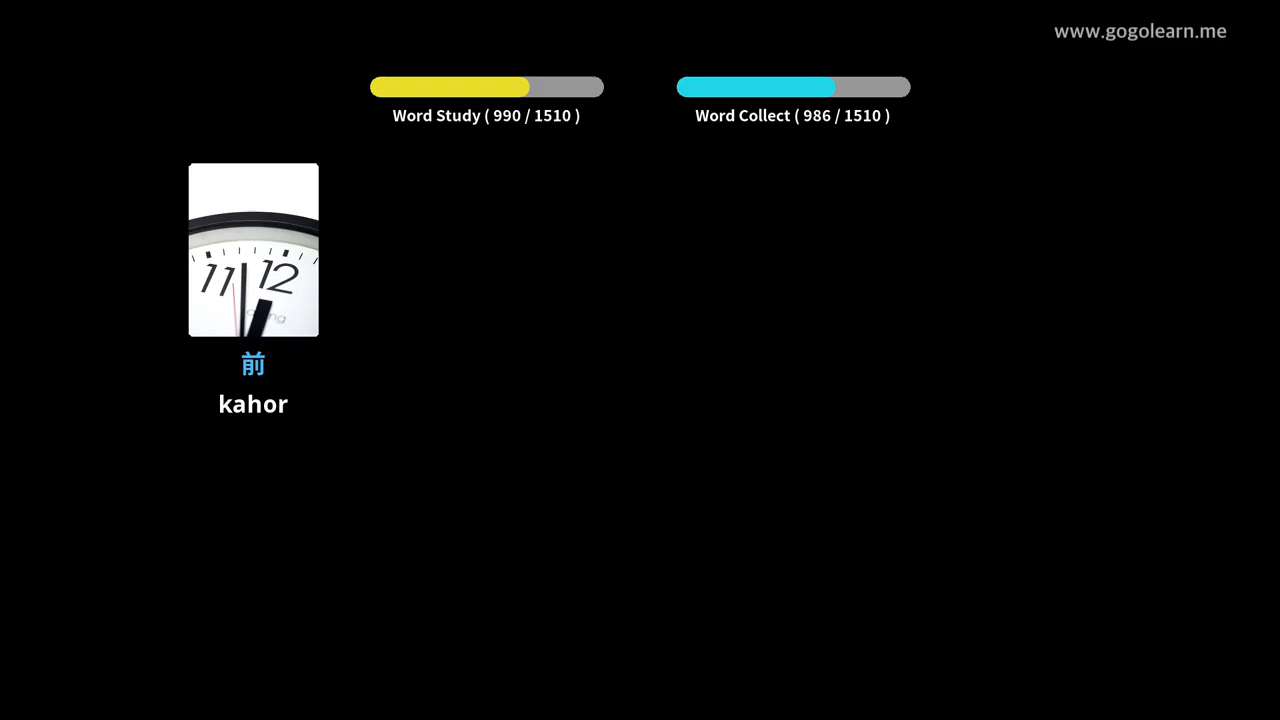 www.gogolearn.me
Word Study ( 990 / 1510 )
Word Collect ( 986 / 1510 )
11 12
前
kahor